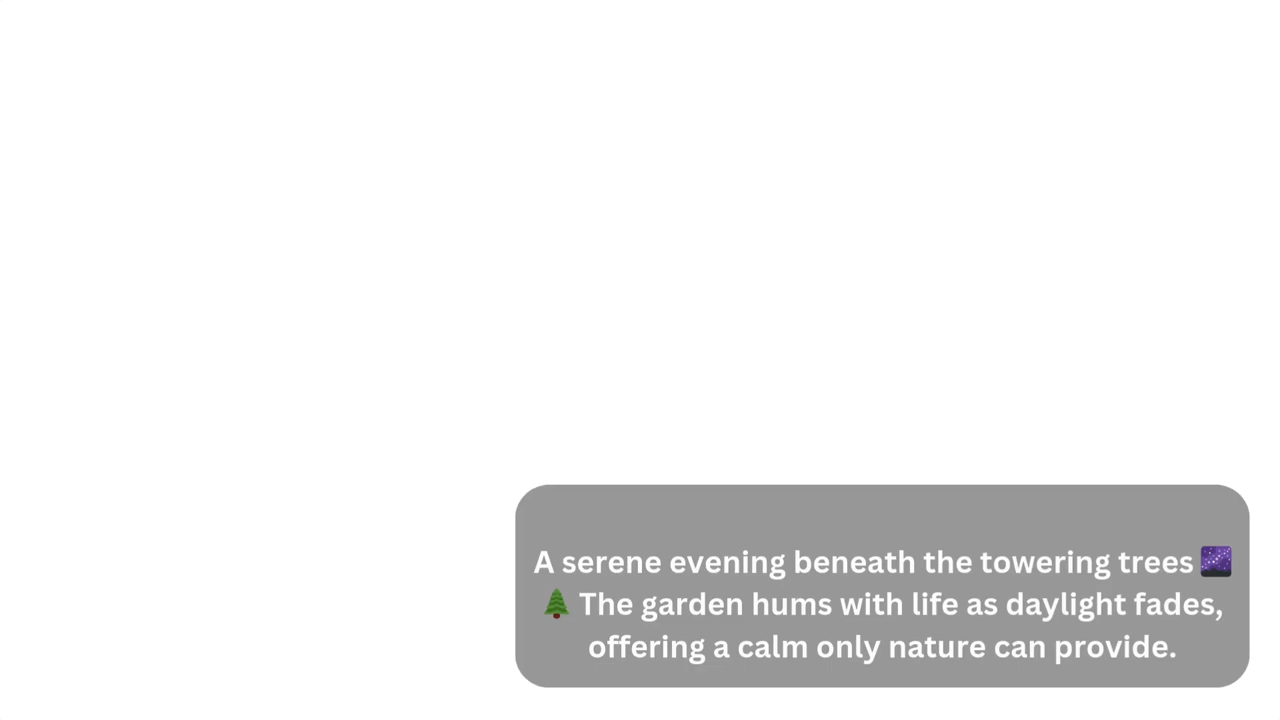 A serene evening beneath the towering trees 🌌
🌲 The garden hums with life as daylight fades,
offering a calm only nature can provide.